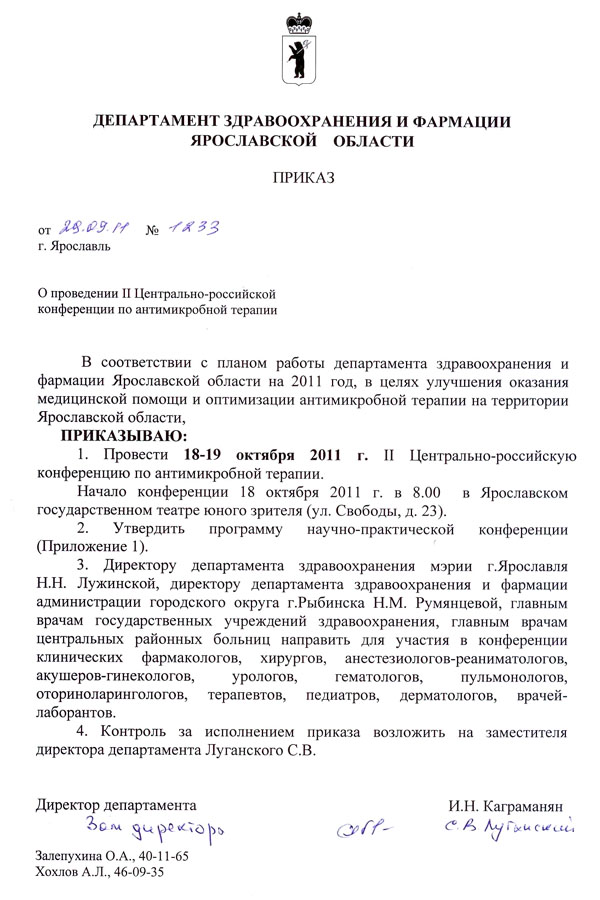 ДЕПАРТАМЕНТ ЗДРАВООХРАНЕНИЯ И ФАРМАЦИИ
ЯРОСЛАВСКОЙ ОБЛАСТИ
ПРИКАЗ
от 29.09.11 № 1233
г. Ярославль
О проведении II Центрально-российской
конференции по антимикробной терапии
В соответствии с планом работы департамента здравоохранения и
фармации Ярославской области на 2011 год, в целях улучшения оказания
медицинской помощи и оптимизации антимикробной терапии на территории
Ярославской области,
ПРИКАЗЫВАЮ:
1. Провести 18-19 октября 2011 г. II Центрально-российскую
конференцию по антимикробной терапии.
Начало конференции 18 октября 2011 г. в 8.00 в Ярославском
государственном театре юного зрителя (ул. Свободы, д. 23).
2. Утвердить программу научно-практической конференции
(Приложение 1).
3. Директору департамента здравоохранения мэрии г.Ярославля
Н.Н. Лужинской, директору департамента здравоохранения и фармации
администрации городского округа г.Рыбинска Н.М. Румянцевой, главным
врачам государственных учреждений здравоохранения, главным врачам
центральных районных больниц направить для участия в конференции
клинических фармакологов, хирургов, анестезиологов-реаниматологов,
акушеров-гинекологов, урологов, гематологов, пульмонологов,
оториноларингологов, терапевтов, педиатров, дерматологов, врачей-
лаборантов.
4. Контроль за исполнением приказа возложить на заместителя
директора департамента Луганского С.В.
Директор департамента И.Н. Каграманян
Зам директора С.В Луганский
Залепухина О.А., 40-11-65
Хохлов А.Л., 46-09-35